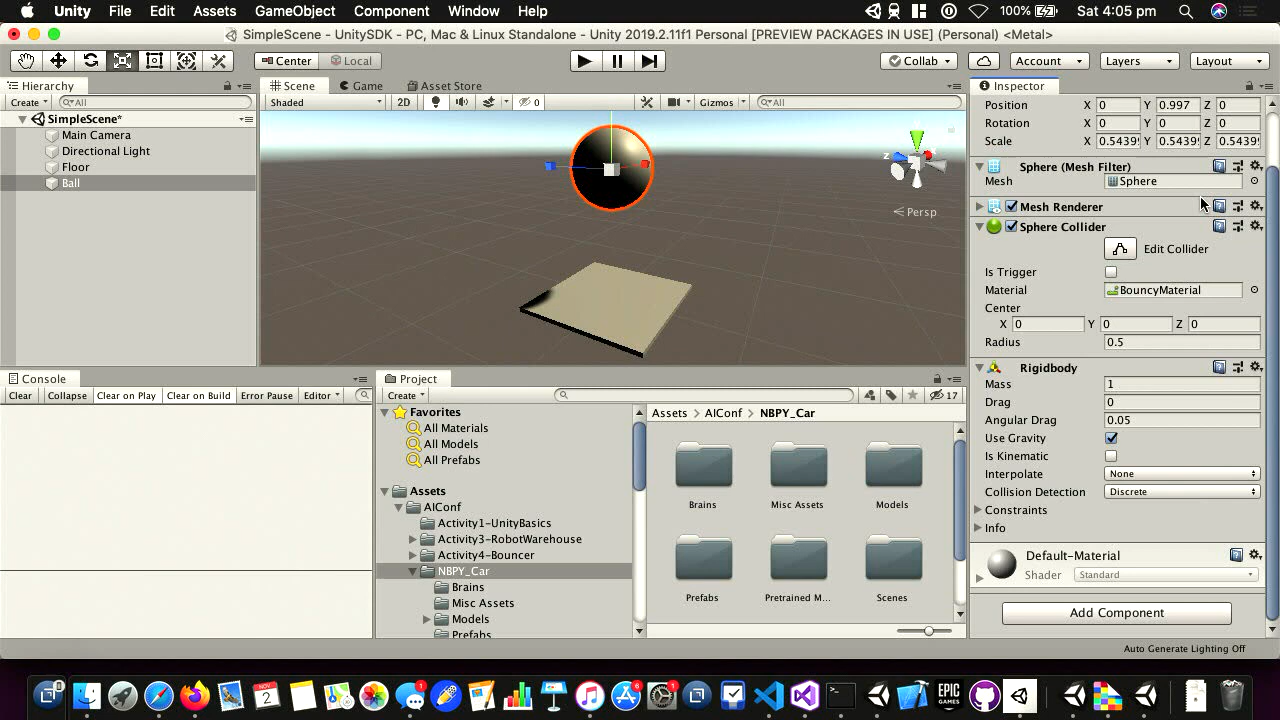 Unity File Edit Assets GameObject Component Window Help 100% Sat 4:05 pm
SimpleScene - UnitySDK - PC, Mac & Linux Standalone - Unity 2019.2.11f1 Personal [PREVIEW PACKAGES IN USE] (Personal) <Metal>
Center Local Collab Account Layers Layout
Hierarchy
Create All
SimpleScene*
Main Camera
Directional Light
Floor
Ball
Scene Game Asset Store
Shaded 2D 0 Gizmos All
z
Persp
Inspector
Position X 0 Y 0.997 Z 0
Rotation X 0 Y 0 Z 0
Scale X 0.5439 Y 0.5439 Z 0.5439
Sphere (Mesh Filter)
Mesh Sphere
Mesh Renderer
Sphere Collider
Edit Collider
Is Trigger
Material BouncyMaterial
Center
X 0 Y 0 Z 0
Radius 0.5
Rigidbody
Mass 1
Drag 0
Angular Drag 0.05
Use Gravity
Is Kinematic
Interpolate None
Collision Detection Discrete
Constraints
Info
Default-Material
Shader Standard
Add Component
Console
Clear Collapse Clear on Play Clear on Build Error Pause Editor
Project
Create 17
Favorites
All Materials
All Models
All Prefabs
Assets
AIConf
Activity1-UnityBasics
Activity3-RobotWarehouse
Activity4-Bouncer
NBPY_Car
Brains
Misc Assets
Models
Prefabs
Assets > AIConf > NBPY_Car
Brains Misc Assets Models
Prefabs Pretrained M... Scenes
Auto Generate Lighting Off
NOV
2
EPIC
GAMES